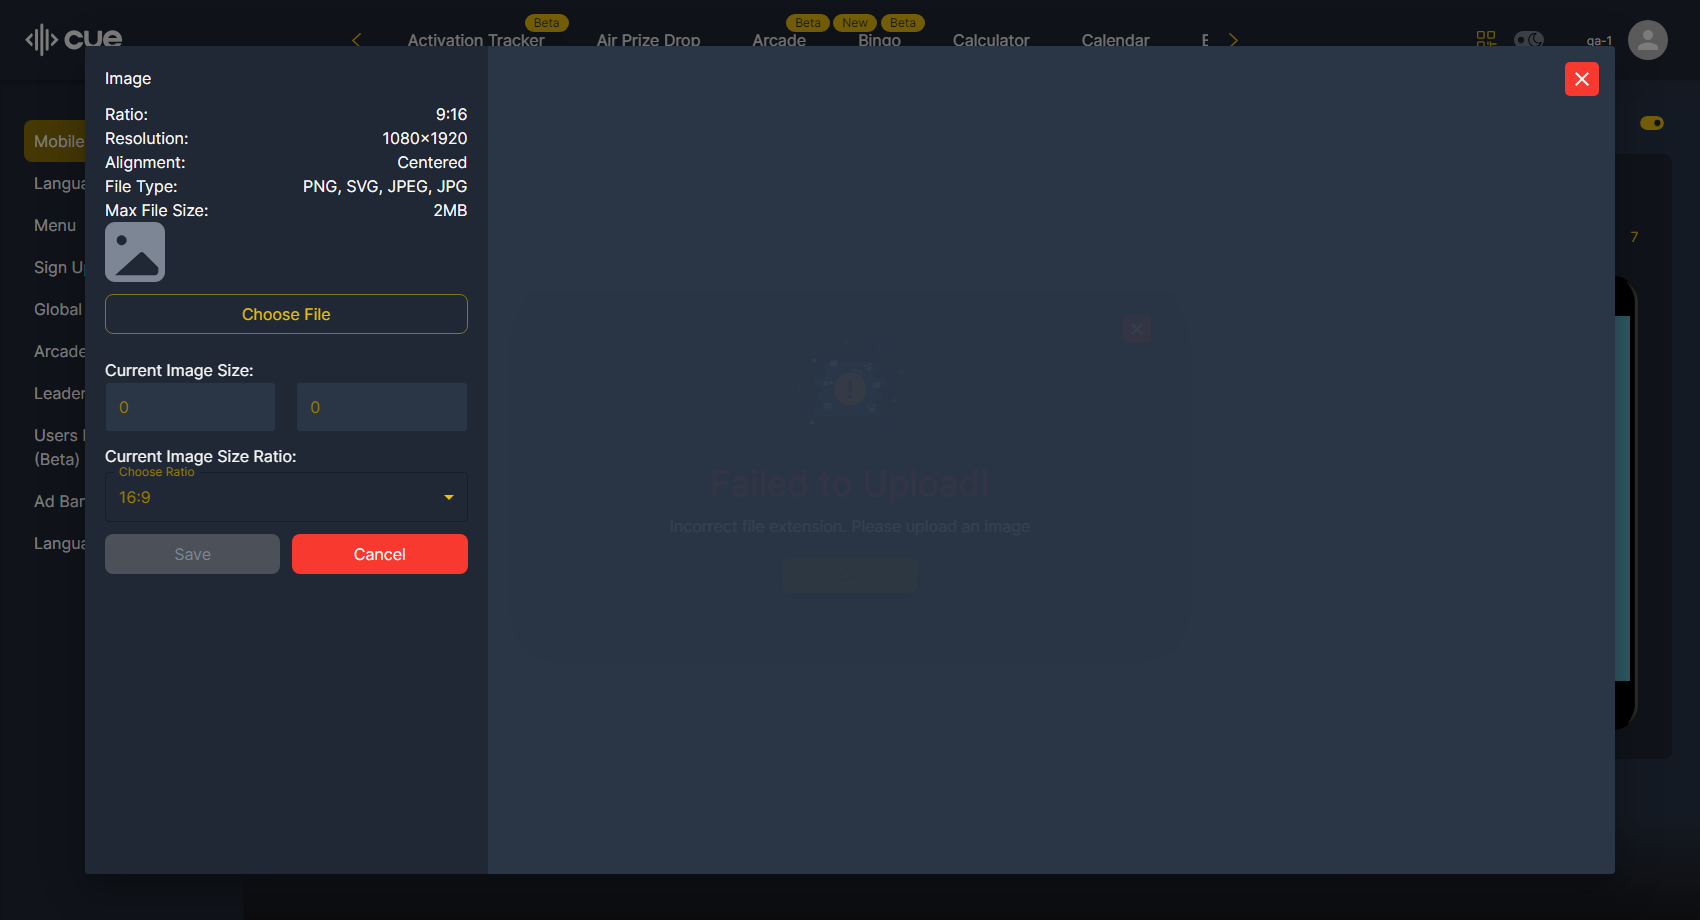 cue
Beta
Beta
New
Beta
Activation Tracker
Air Prize Drop
Arcade
Bingo
Calculator
Calendar
qa-1
Image
Ratio: 9:16
Resolution: 1080×1920
Alignment: Centered
File Type: PNG, SVG, JPEG, JPG
Max File Size: 2MB
Choose File
Current Image Size:
0 0
Current Image Size Ratio:
Choose Ratio
16:9
Save Cancel
Mobile
Langua
Menu
Sign Up
Global
Arcade
Leader
Users
(Beta)
Ad Ban
Langua
7
Failed to Upload!
Incorrect file extension. Please upload an image